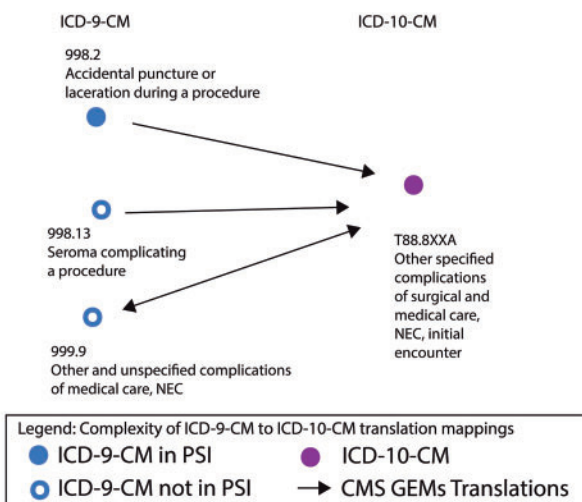 ICD-9-CM
ICD-10-CM
998.2
Accidental puncture or
laceration during a procedure
998.13
Seroma complicating
a procedure
T88.8XXA
Other specified
complications
of surgical and
medical care,
NEC, initial
encounter
999.9
Other and unspecified complications
of medical care, NEC
Legend: Complexity of ICD-9-CM to ICD-10-CM translation mappings
ICD-9-CM in PSI
ICD-10-CM
ICD-9-CM not in PSI
CMS GEMs Translations